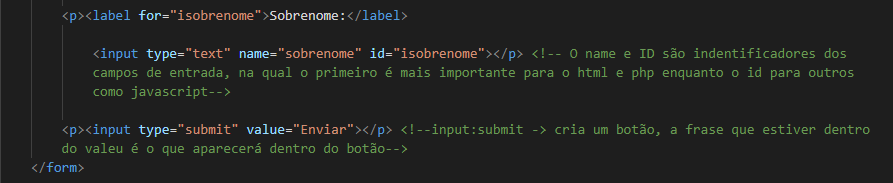 <p><label for="isobrenome">Sobrenome:</label>
<input type="text" name="sobrenome" id="isobrenome"></p> <!-- O name e ID são indentificadores dos
campos de entrada, na qual o primeiro é mais importante para o html e php enquanto o id para outros
como javascript-->
<p><input type="submit" value="Enviar"></p> <!--input:submit -> cria um botão, a frase que estiver dentro
do valeu é o que aparecerá dentro do botão-->
</form>